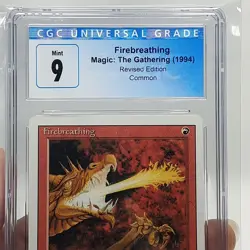 CGC UNIVERSAL GRADE
Mint
9
Firebreathing
Magic: The Gathering (1994)
Revised Edition
Common
Firebreathing